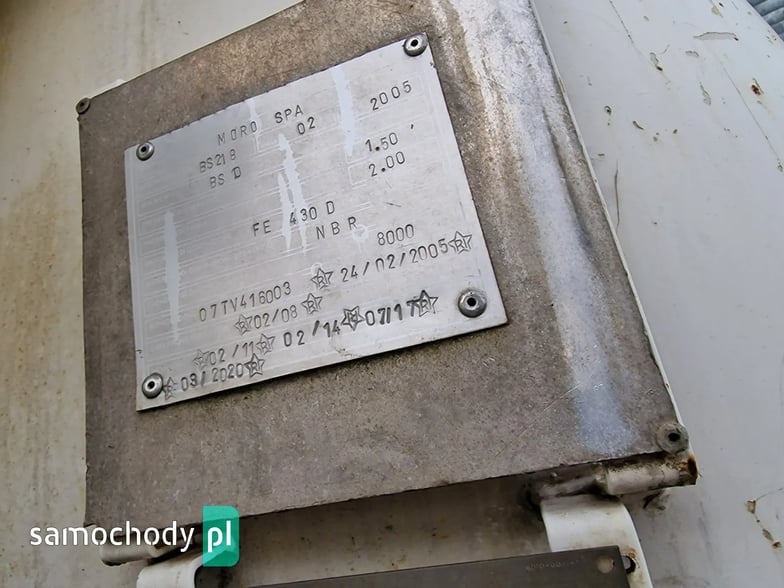 MORO SPA
02 2005
BS218
BS 1D 1.50
2.00
FE 430 D
NBR
8000
07TV416003 24/02/2005
02/08
02/11 02/14 07/17
03/2020
samochody pl